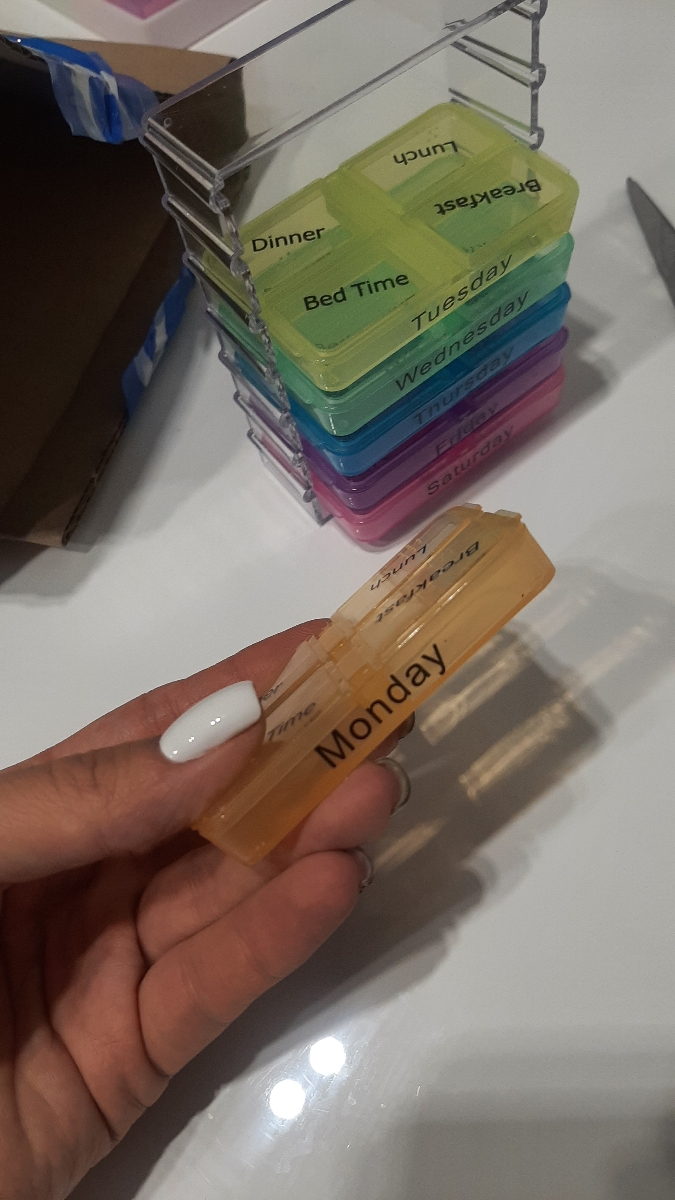 Lunch
Breakfast
Dinner
Bed Time
Tuesday
Wednesday
Thursday
Friday
Saturday
Lunch
Breakfast
Time
Monday